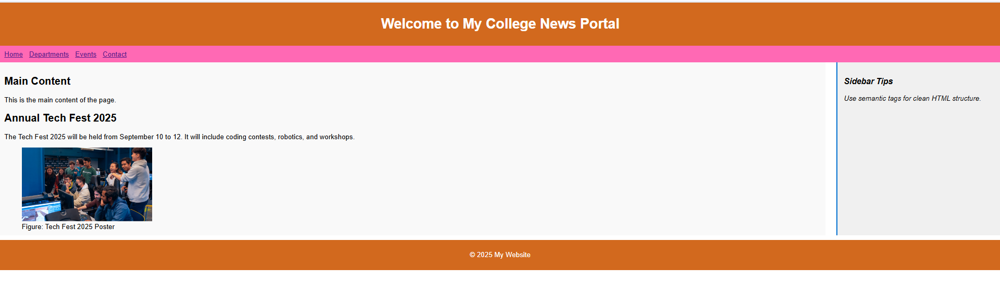 Welcome to My College News Portal
Home Departments Events Contact
Main Content
This is the main content of the page.
Annual Tech Fest 2025
The Tech Fest 2025 will be held from September 10 to 12. It will include coding contests, robotics, and workshops.
Figure: Tech Fest 2025 Poster
Sidebar Tips
Use semantic tags for clean HTML structure.
© 2025 My Website